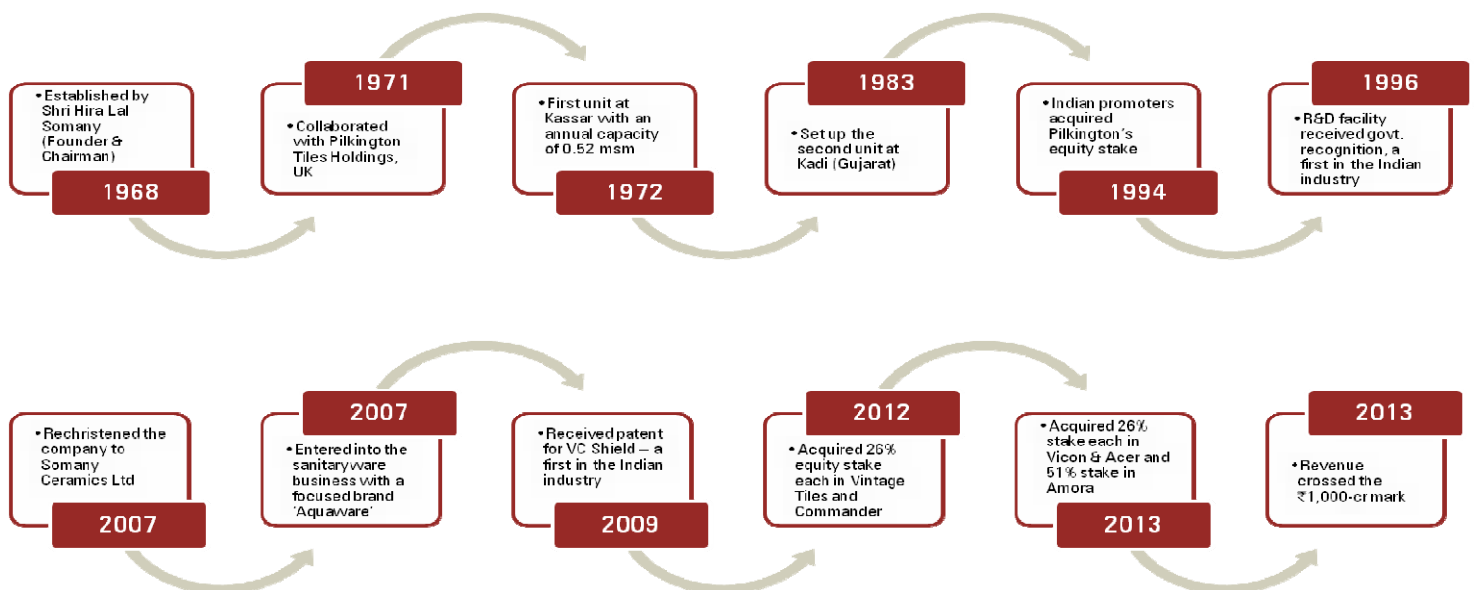 • Established by
Shri Hira Lal
Somany
(Founder &
Chairman)
1968
1971
• Collaborated
with Pilkington
Tiles Holdings,
UK
• First unit at
Kassar with an
annual capacity
of 0.52 msm
1972
1983
• Set up the
second unit at
Kadi (Gujarat)
• Indian promoters
acquired
Pilkington's
equity stake
1994
1996
• R&D facility
received govt.
recognition, a
first in the Indian
industry
• Rechristened the
company to
Somany
Ceramics Ltd
2007
2007
• Entered into the
sanitaryware
business with a
focused brand
'Aquaware'
• Received patent
for VC Shield – a
first in the Indian
industry
2009
2012
• Acquired 26%
equity stake
each in Vintage
Tiles and
Commander
• Acquired 26%
stake each in
Vicon & Acer and
51% stake in
Amora
2013
2013
• Revenue
crossed the
₹1,000-cr mark